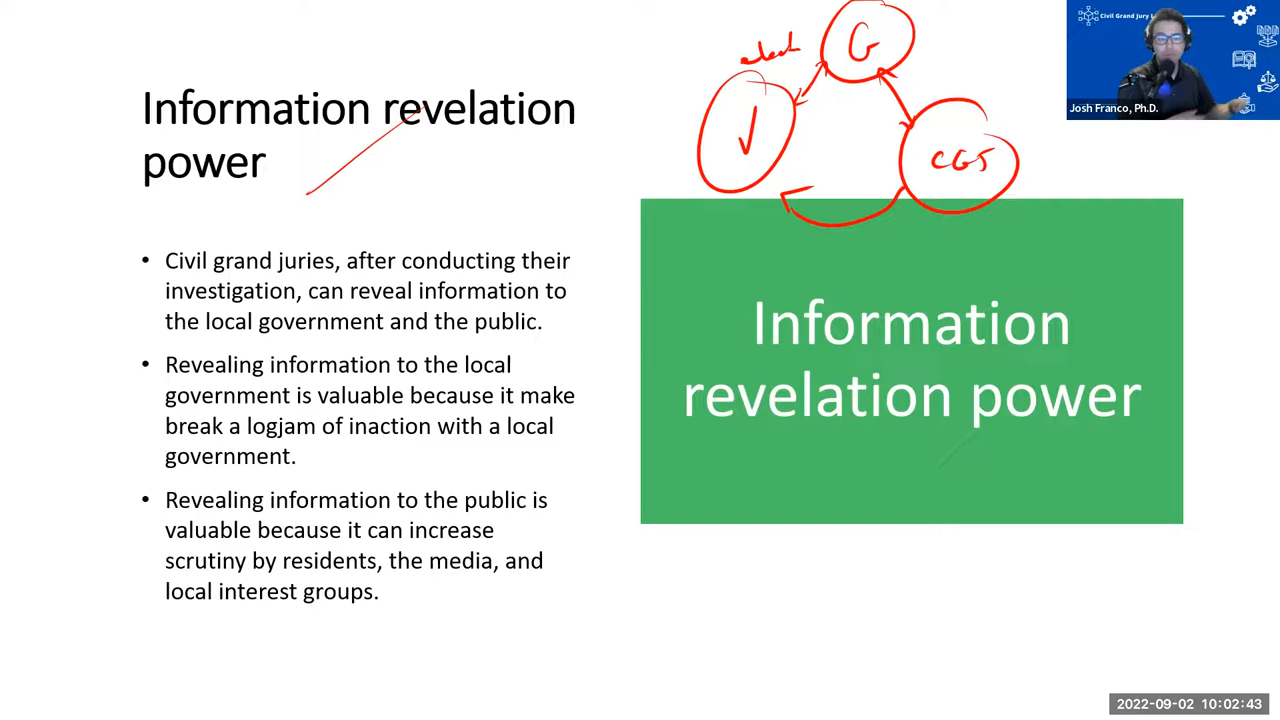 Information revelation
power
• Civil grand juries, after conducting their
investigation, can reveal information to
the local government and the public.
• Revealing information to the local
government is valuable because it make
break a logjam of inaction with a local
government.
• Revealing information to the public is
valuable because it can increase
scrutiny by residents, the media, and
local interest groups.
elect
G
V
CGJ
Information
revelation power
Civil Grand Jury
Josh Franco, Ph.D.
2022-09-02 10:02:43